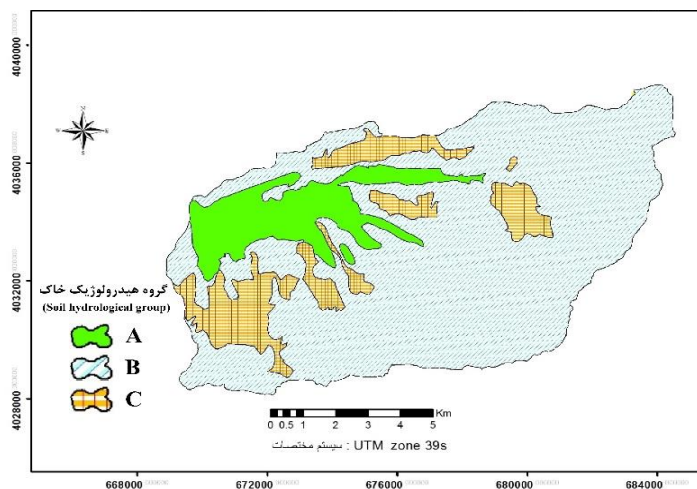 4040000
4036000
4032000
4028000
گروه هیدرولوژیک خاک
(Soil hydrological group)
A
B
C
0 0.5 1 2 3 4 5 Km
سیستم مختصات : UTM zone 39s
668000 672000 676000 680000 684000